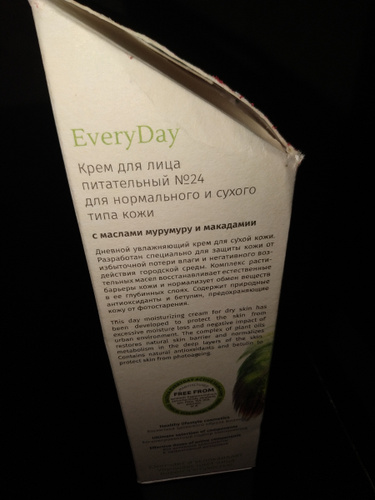 EveryDay
Крем для лица
питательный №24
для нормального и сухого
типа кожи
с маслами мурумуру и макадамии
Дневной увлажняющий крем для сухой кожи.
Разработан специально для защиты кожи от
избыточной потери влаги и негативного воз-
действия городской среды. Комплекс расти-
тельных масел восстанавливает естественные
барьеры кожи и нормализует обмен веществ
в ее глубинных слоях. Содержит природные
антиоксиданты и бетулин, предохраняющие
кожу от фотостарения.
This day moisturizing cream for dry skin has
been developed to protect the skin from
excessive moisture loss and negative impact of
urban environment. The complex of plant oils
restores natural skin barrier and normalizes
metabolism in the deep layers of the skin.
Contains natural antioxidants and betulin to
protect skin from photoaging.
FREE FROM